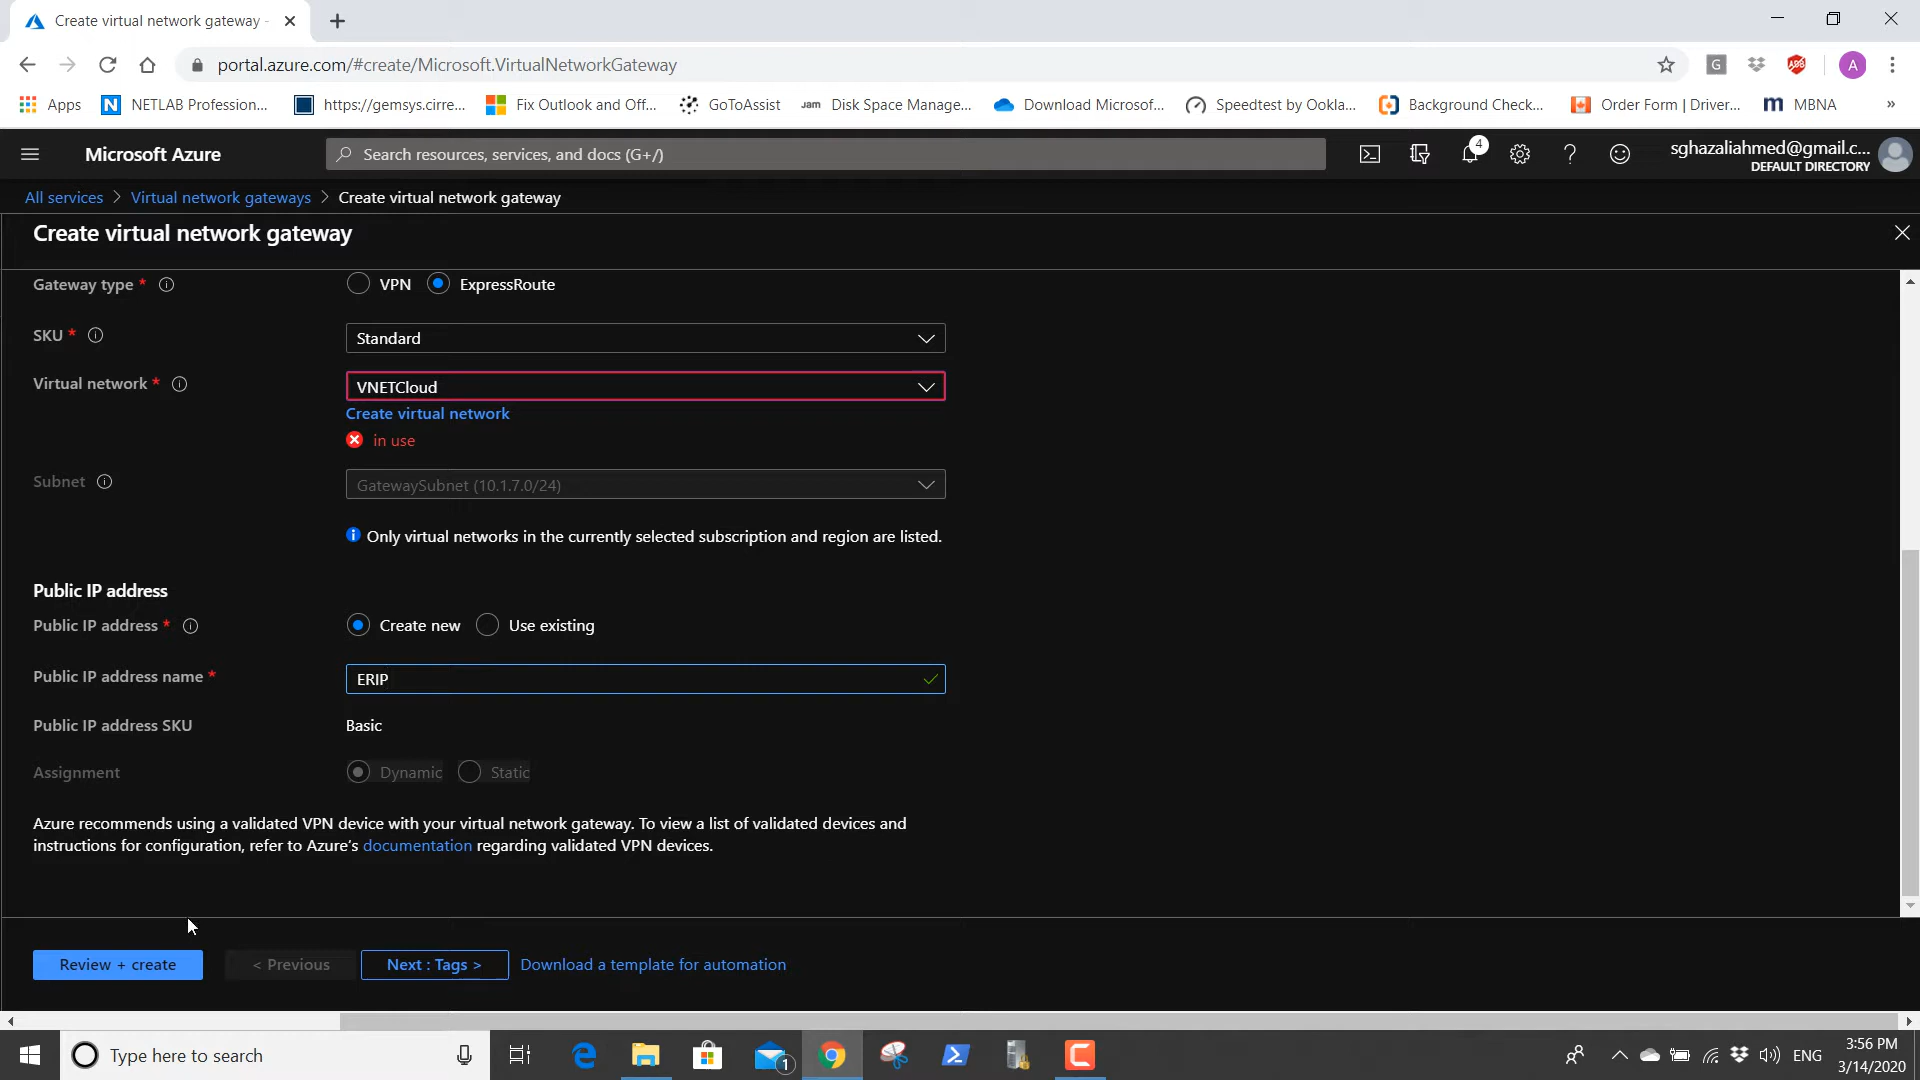 Create virtual network gateway -
portal.azure.com/#create/Microsoft.VirtualNetworkGateway
G
ABP
A
Apps
N NETLAB Profession...
https://gemsys.cirre...
Fix Outlook and Off...
GoToAssist
Jam Disk Space Manage...
Download Microsof...
Speedtest by Ookla...
Background Check...
Order Form | Driver...
m MBNA
»
Microsoft Azure
Search resources, services, and docs (G+/)
4
sghazaliahmed@gmail.c...
DEFAULT DIRECTORY
All services > Virtual network gateways > Create virtual network gateway
Create virtual network gateway
Gateway type *
VPN
ExpressRoute
SKU *
Standard
Virtual network *
VNETCloud
Create virtual network
in use
Subnet
GatewaySubnet (10.1.7.0/24)
Only virtual networks in the currently selected subscription and region are listed.
Public IP address
Public IP address *
Create new
Use existing
Public IP address name *
ERIP
Public IP address SKU
Basic
Assignment
Dynamic
Static
Azure recommends using a validated VPN device with your virtual network gateway. To view a list of validated devices and
instructions for configuration, refer to Azure's documentation regarding validated VPN devices.
Review + create
< Previous
Next : Tags >
Download a template for automation
Type here to search
1
ENG
3:56 PM
3/14/2020